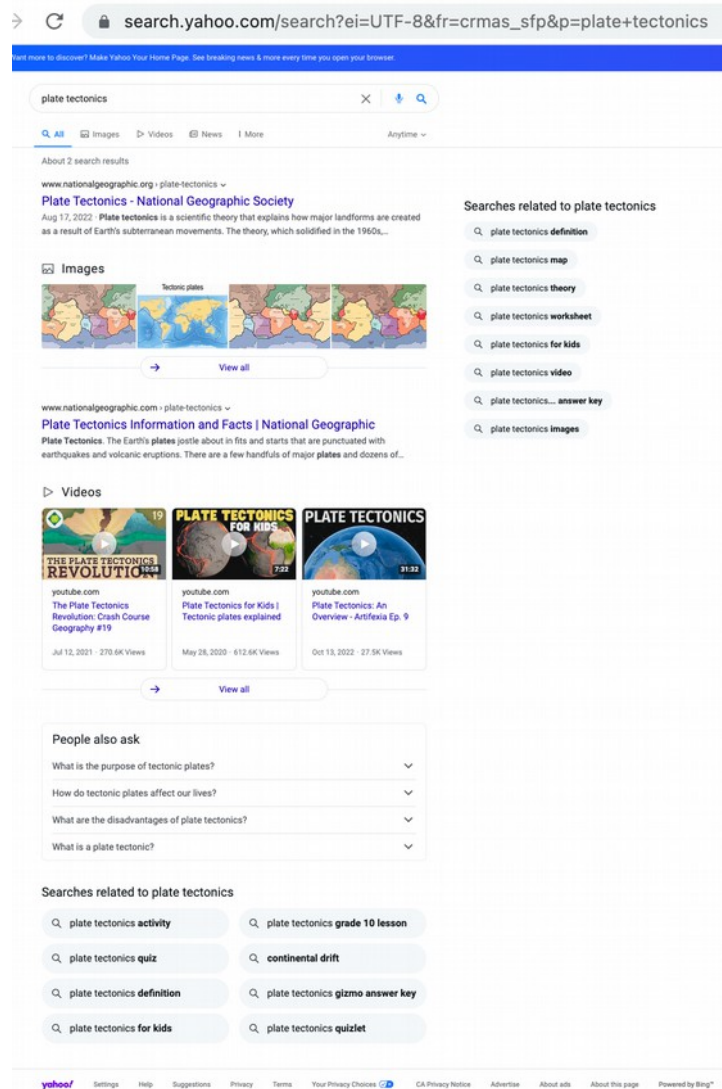 search.yahoo.com/search?ei=UTF-8&fr=crmas_sfp&p=plate+tectonics
Want more to discover? Make Yahoo Your Home Page. See breaking news & more every time you open your browser.
plate tectonics
All Images Videos News More Anytime
About 2 search results
www.nationalgeographic.org › plate-tectonics
Plate Tectonics - National Geographic Society
Aug 17, 2022 · Plate tectonics is a scientific theory that explains how major landforms are created
as a result of Earth's subterranean movements. The theory, which solidified in the 1960s,...
Images
Tectonic plates
View all
www.nationalgeographic.com › plate-tectonics
Plate Tectonics Information and Facts | National Geographic
Plate Tectonics. The Earth's plates jostle about in fits and starts that are punctuated with
earthquakes and volcanic eruptions. There are a few handfuls of major plates and dozens of...
Videos
19
THE PLATE TECTONICS
REVOLUTION
10:58
youtube.com
The Plate Tectonics
Revolution: Crash Course
Geography #19
Jul 12, 2021 · 270.6K Views
PLATE TECTONICS
FOR KIDS
7:22
youtube.com
Plate Tectonics for Kids |
Tectonic plates explained
May 28, 2020 · 612.6K Views
PLATE TECTONICS
31:32
youtube.com
Plate Tectonics: An
Overview - Artifexia Ep. 9
Oct 13, 2022 · 27.5K Views
View all
People also ask
What is the purpose of tectonic plates?
How do tectonic plates affect our lives?
What are the disadvantages of plate tectonics?
What is a plate tectonic?
Searches related to plate tectonics
plate tectonics activity
plate tectonics quiz
plate tectonics definition
plate tectonics for kids
plate tectonics grade 10 lesson
continental drift
plate tectonics gizmo answer key
plate tectonics quizlet
Searches related to plate tectonics
plate tectonics definition
plate tectonics map
plate tectonics theory
plate tectonics worksheet
plate tectonics for kids
plate tectonics video
plate tectonics... answer key
plate tectonics images
yahoo! Settings Help Suggestions Privacy Terms Your Privacy Choices CA Privacy Notice Advertise About ads About this page Powered by Bing